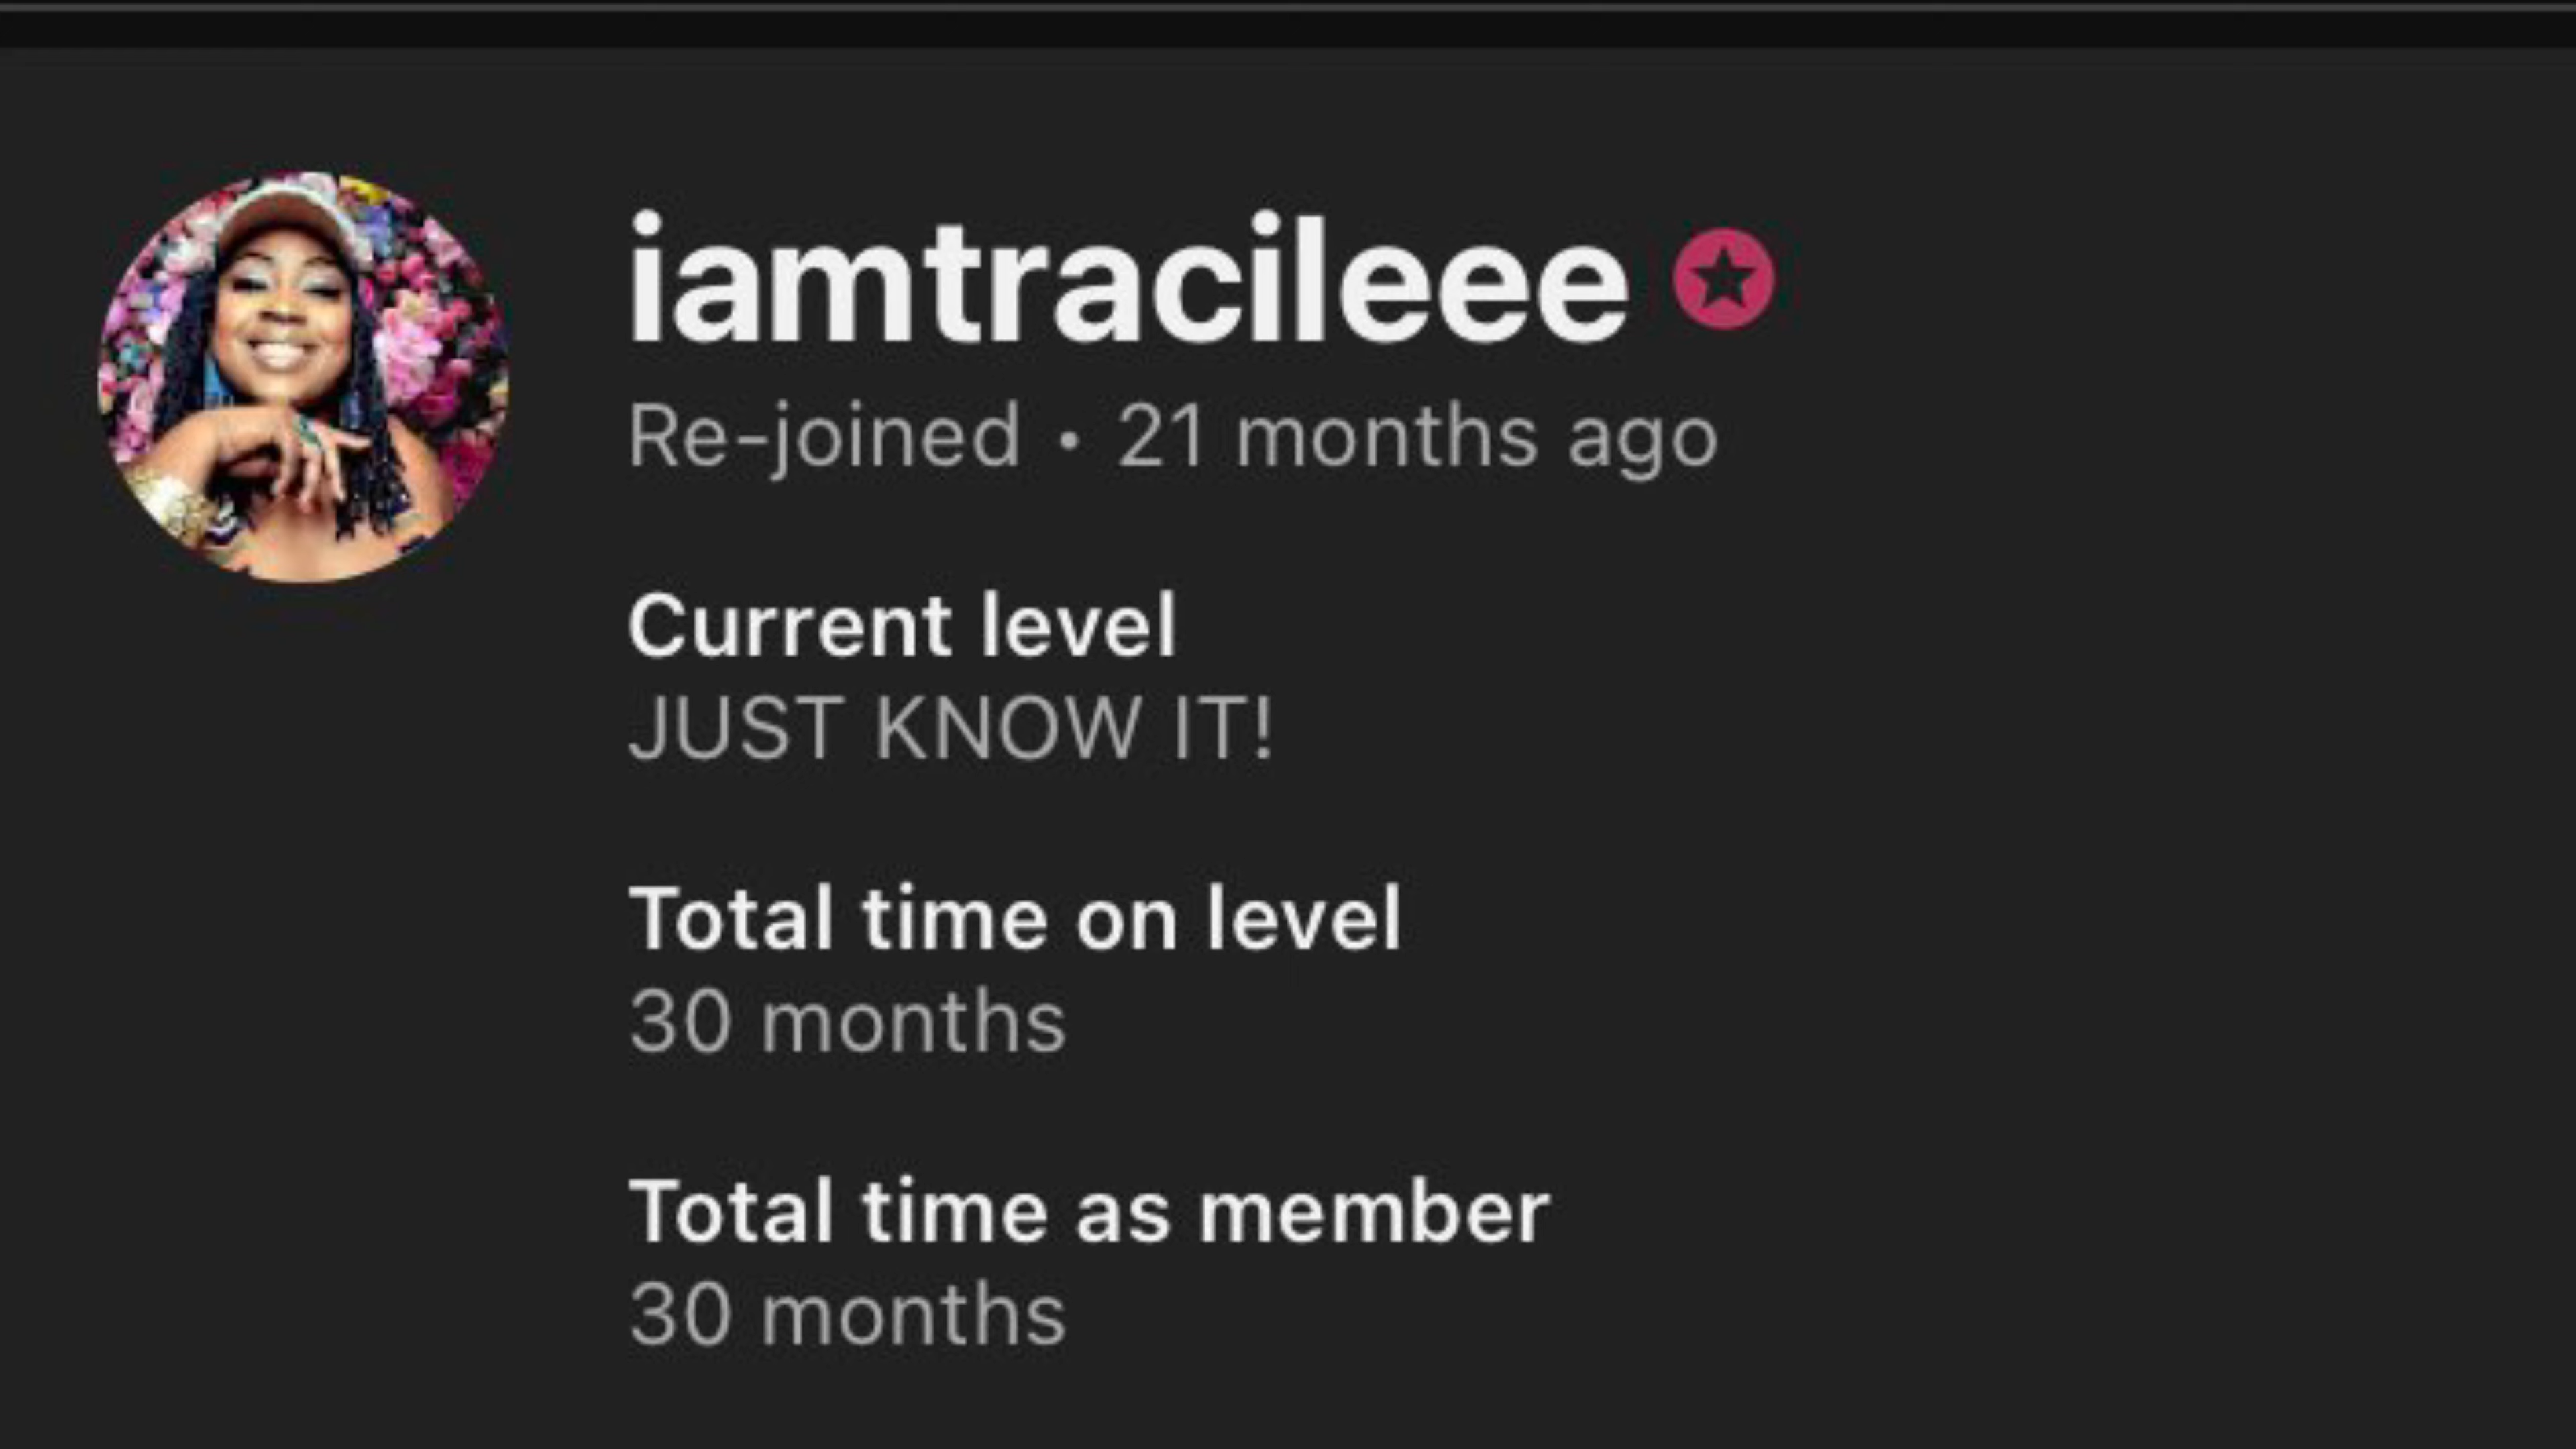 iamtracileee
Re-joined • 21 months ago
Current level
JUST KNOW IT!
Total time on level
30 months
Total time as member
30 months